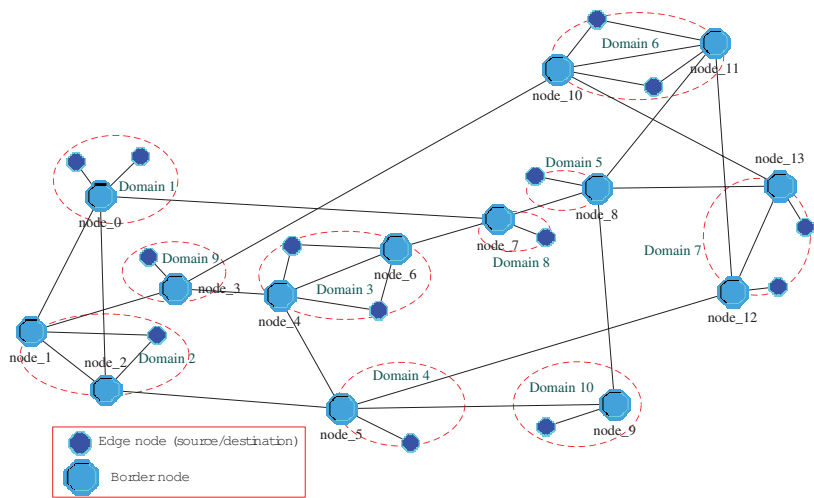 Domain 6
node_11
node_10
Domain 5
node_13
Domain 1
node_0
node_8
node_7
Domain 9
node_6
Domain 7
Domain 8
node_3
Domain 3
node_4
node_12
node_1
node_2
Domain 2
Domain 4
Domain 10
node_5
node_9
Edge node (source/destination)
Border node